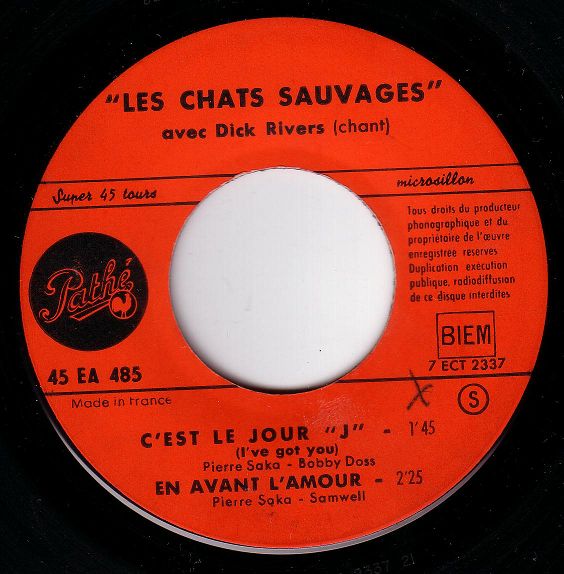 "LES CHATS SAUVAGES"
avec Dick Rivers (chant)
Super 45 tours
microsillon
Tous droits du producteur
phonographique et du
propriétaire de l'œuvre
enregistrée réservés
Duplication exécution
publique, radiodiffusion
de ce disque interdites
Pathé
BIEM
7 ECT 2337
45 EA 485
Made in France
S
C'EST LE JOUR "J" - 1'45
(I've got you)
Pierre Saka - Bobby Doss
EN AVANT L'AMOUR - 2'25
Pierre Saka - Samwell
2337 21